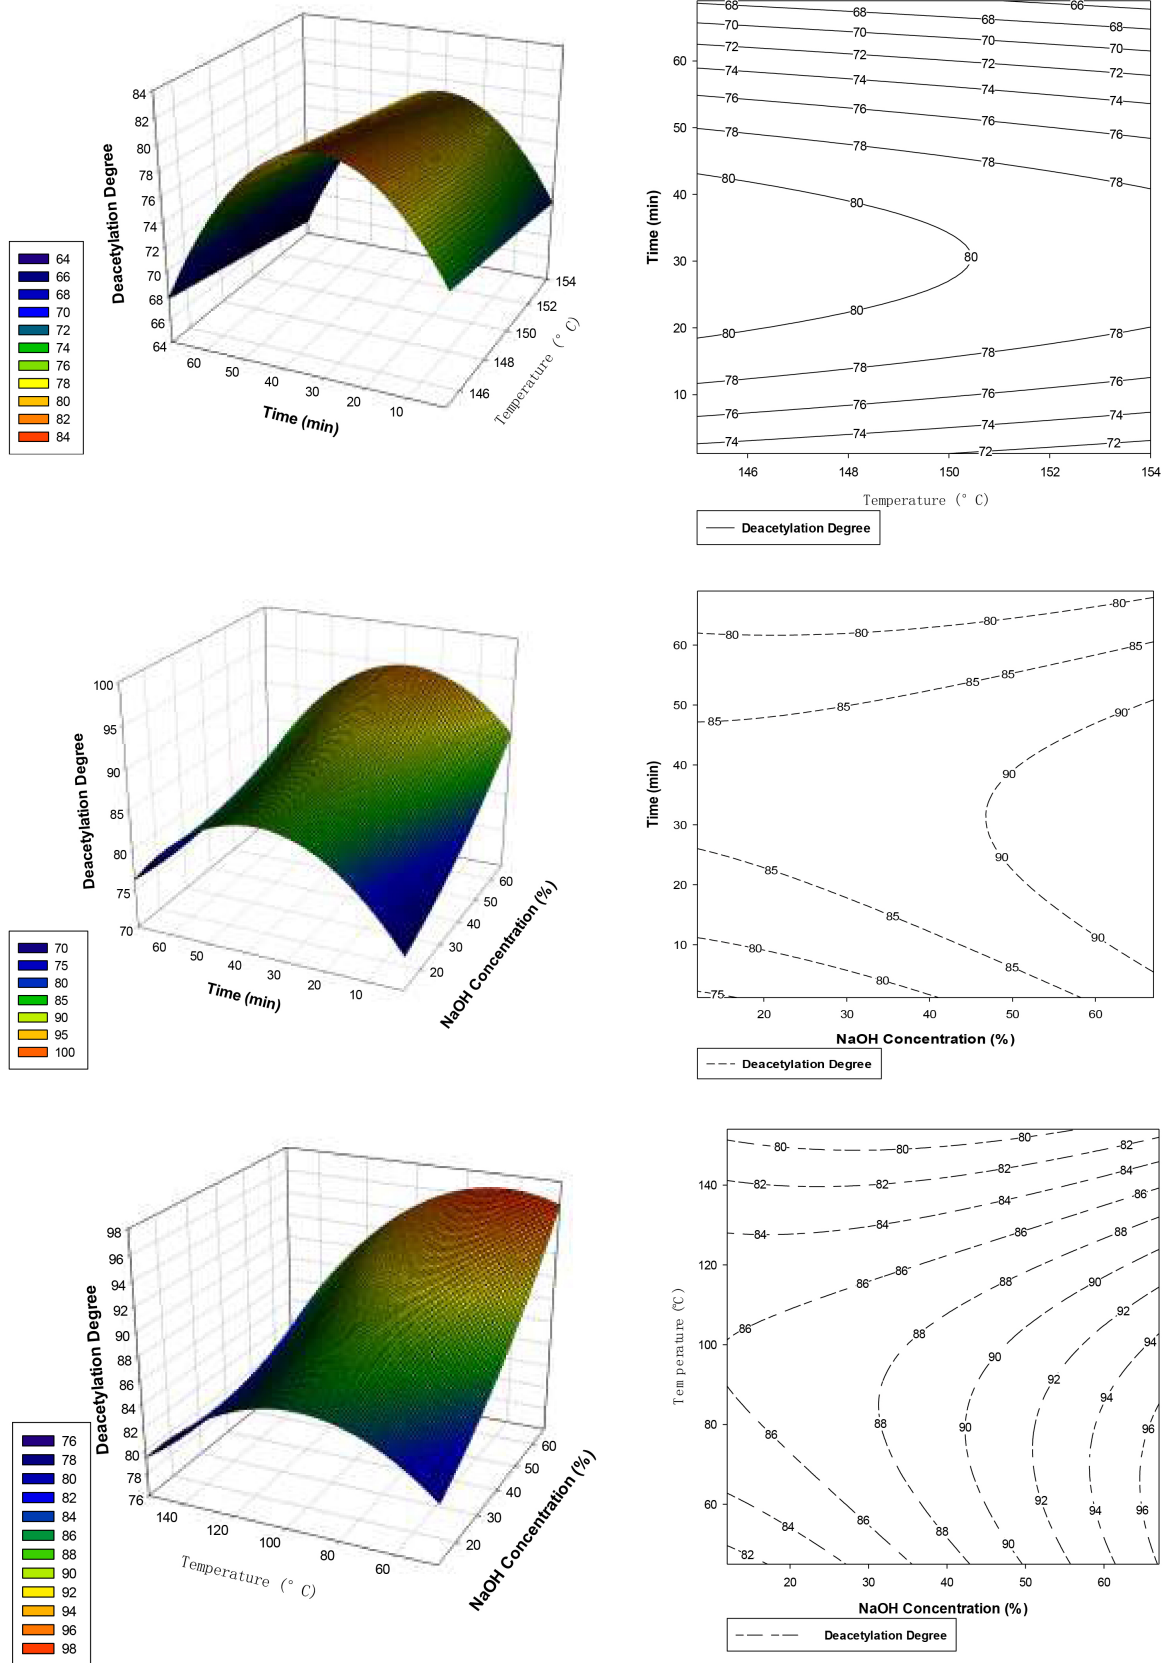 84
82
80
78
76
74
72
70
68
66
64
Deacetylation Degree
60
50
40
30
20
10
Time (min)
146
148
150
152
154
Temperature (° C)
64
66
68
70
72
74
76
78
80
82
84
68 68 68 66 68
70 70 70 70
72 72 72 72
74 74 74 74
76 76 76 76
78 78 78 78
80 80 80 80 80
78 78 78 78
76 76 76 76
74 74 74 74
72 72
60
50
40
30
20
10
Time (min)
146 148 150 152 154
Temperature (° C)
Deacetylation Degree
100
95
90
85
80
75
70
Deacetylation Degree
60
50
40
30
20
10
Time (min)
20
30
40
50
60
NaOH Concentration (%)
70
75
80
85
90
95
100
80 80 80 80
85 85 85 85 85
90 90 90 90
85 85 85
80 80
75
60
50
40
30
20
10
Time (min)
20 30 40 50 60
NaOH Concentration (%)
Deacetylation Degree
98
96
94
92
90
88
86
84
82
80
78
76
Deacetylation Degree
140
120
100
80
60
Temperature (° C)
20
30
40
50
60
NaOH Concentration (%)
76
78
80
82
84
86
88
90
92
94
96
98
80 80 80
82 82 82 82
84 84 84 84
86 86 86 86 86
88 88 88 88 88
90 90 90 90
92 92 92
94 94 94
96 96
86 86
84
82
140
120
100
80
60
Temperature (°C)
20 30 40 50 60
NaOH Concentration (%)
Deacetylation Degree